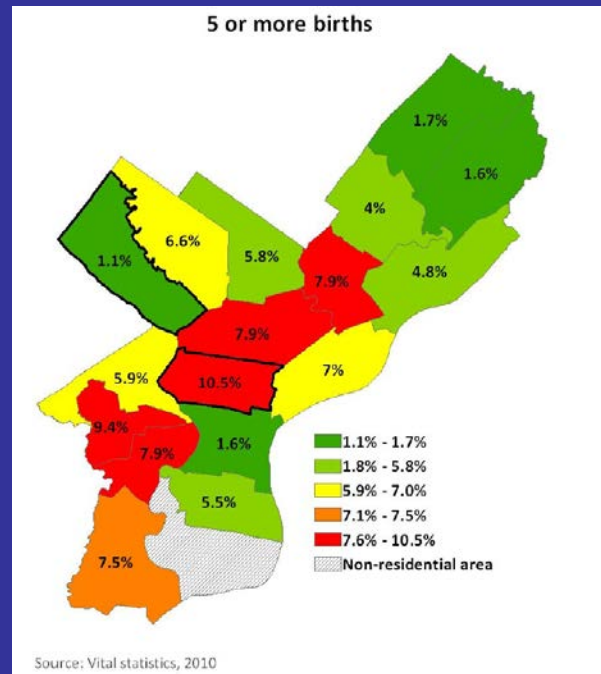 5 or more births
1.7%
1.6%
4%
6.6%
5.8%
1.1%
7.9%
4.8%
7.9%
5.9%
7%
10.5%
9.4%
1.6%
7.9%
5.5%
7.5%
1.1% - 1.7%
1.8% - 5.8%
5.9% - 7.0%
7.1% - 7.5%
7.6% - 10.5%
Non-residential area
Source: Vital statistics, 2010